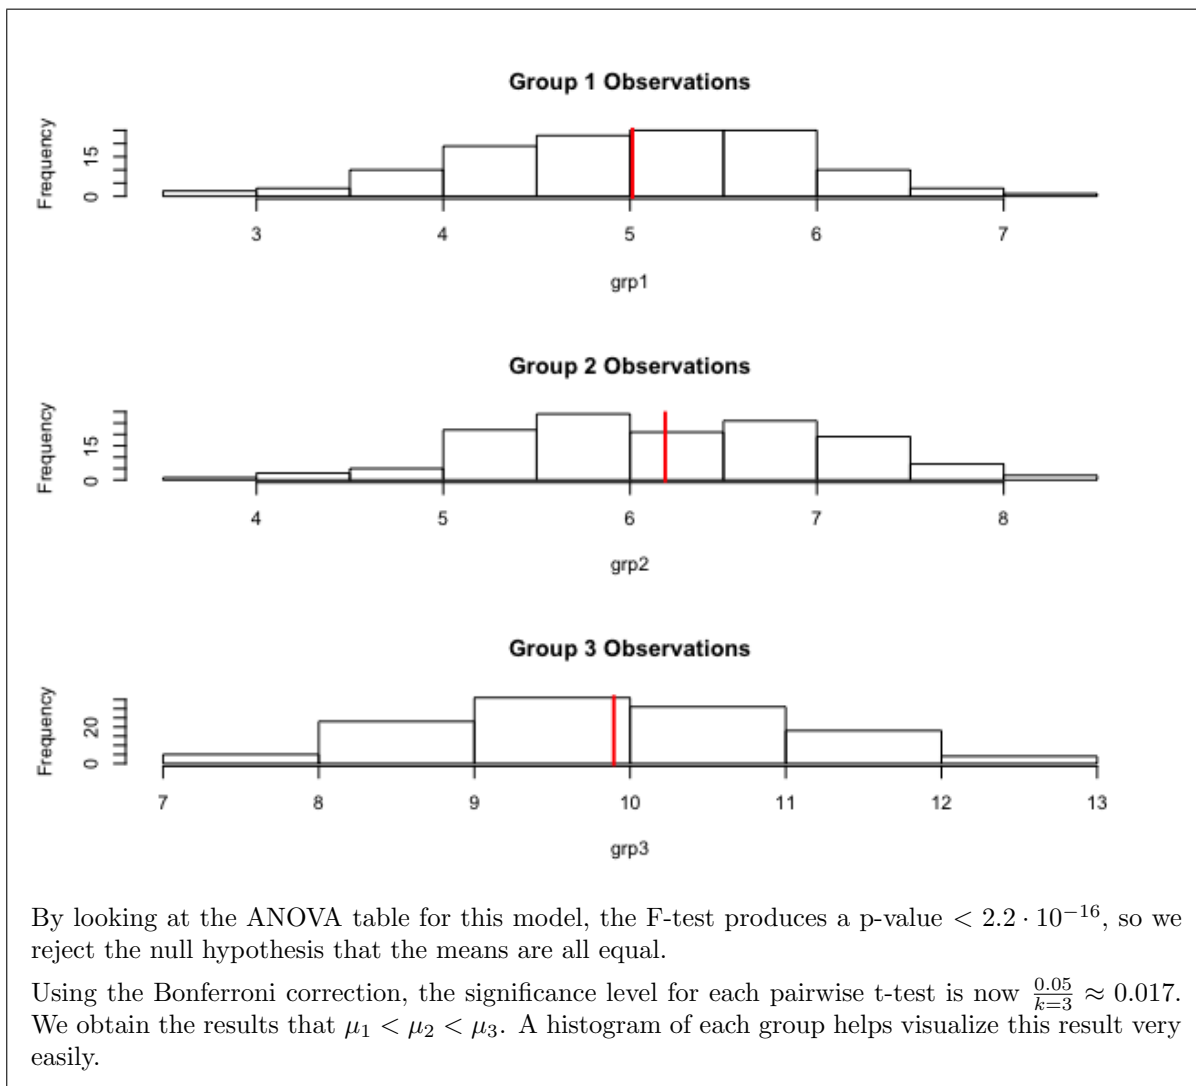 Group 1 Observations
Frequency
0 15
3 4 5 6 7
grp1
Group 2 Observations
Frequency
0 15
4 5 6 7 8
grp2
Group 3 Observations
Frequency
0 20
7 8 9 10 11 12 13
grp3
By looking at the ANOVA table for this model, the F-test produces a p-value < 2.2 · 10⁻¹⁶, so we
reject the null hypothesis that the means are all equal.
Using the Bonferroni correction, the significance level for each pairwise t-test is now 0.05/k=3 ≈ 0.017.
We obtain the results that μ₁ < μ₂ < μ₃. A histogram of each group helps visualize this result very
easily.